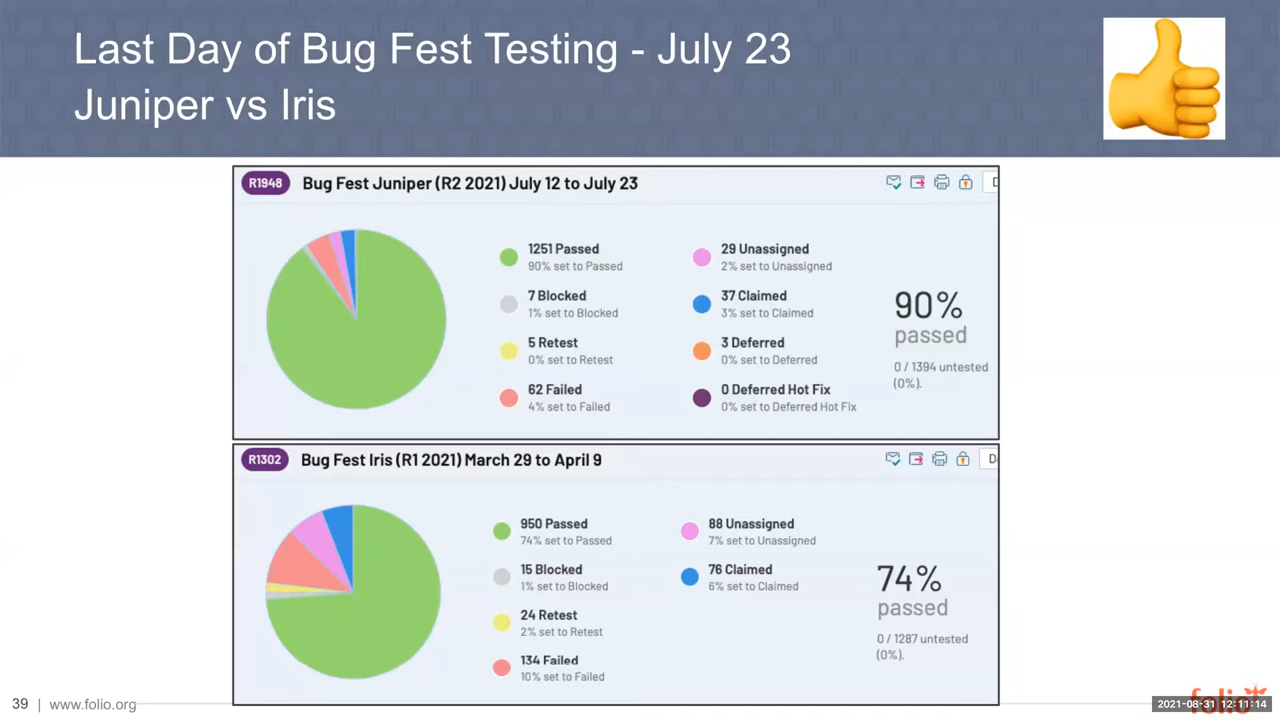 Last Day of Bug Fest Testing - July 23
Juniper vs Iris
R1948 Bug Fest Juniper (R2 2021) July 12 to July 23
1251 Passed
90% set to Passed
7 Blocked
1% set to Blocked
5 Retest
0% set to Retest
62 Failed
4% set to Failed
29 Unassigned
2% set to Unassigned
37 Claimed
3% set to Claimed
3 Deferred
0% set to Deferred
0 Deferred Hot Fix
0% set to Deferred Hot Fix
90%
passed
0 / 1394 untested
(0%).
R1302 Bug Fest Iris (R1 2021) March 29 to April 9
950 Passed
74% set to Passed
15 Blocked
1% set to Blocked
24 Retest
2% set to Retest
134 Failed
10% set to Failed
88 Unassigned
7% set to Unassigned
76 Claimed
6% set to Claimed
74%
passed
0 / 1287 untested
(0%).
39 | www.folio.org
folio
2021-08-31 12:11:14